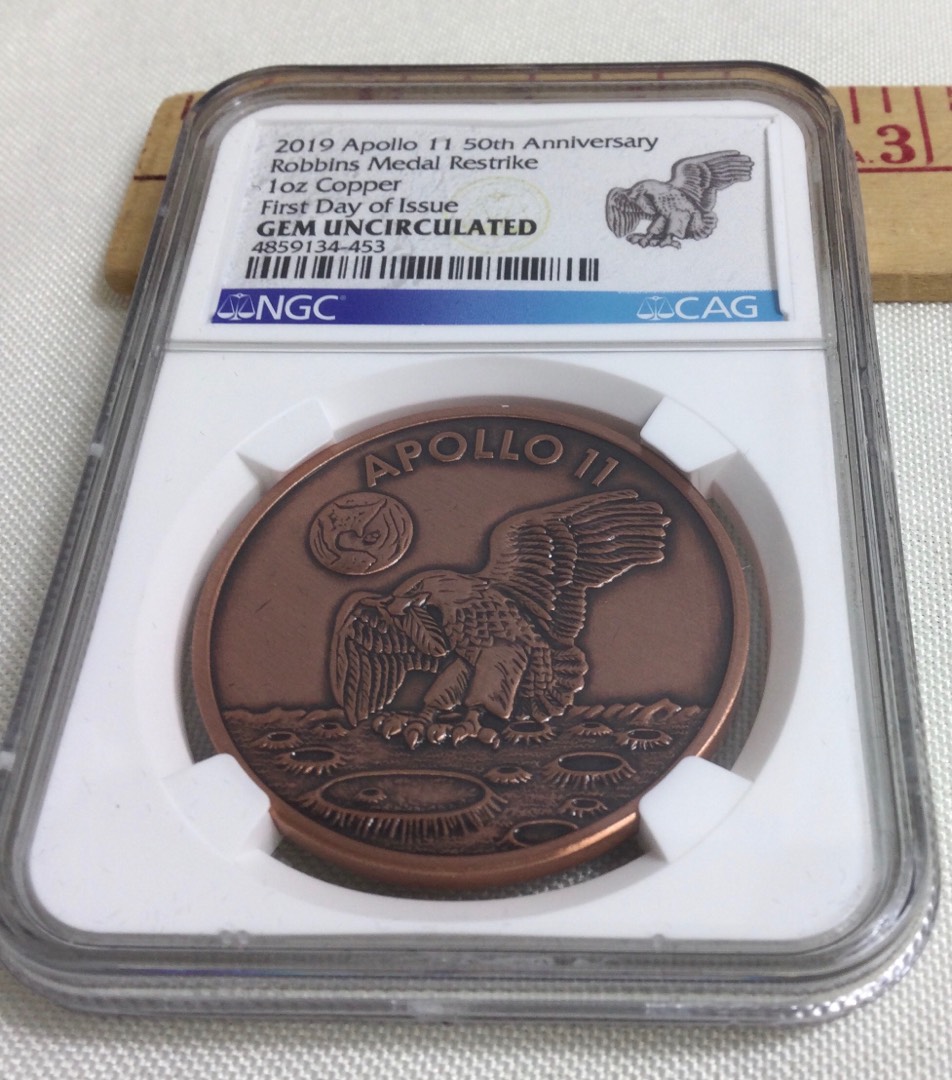 2019 Apollo 11 50th Anniversary
Robbins Medal Restrike
1oz Copper
First Day of Issue
GEM UNCIRCULATED
4859134-453
NGC
CAG
APOLLO 11
3